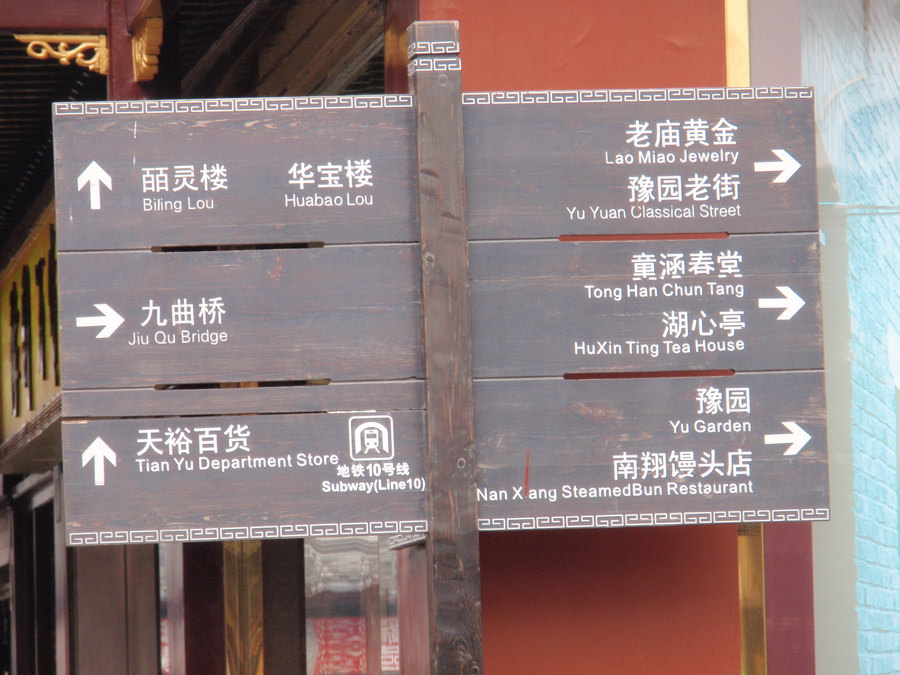 皕灵楼
Biling Lou
华宝楼
Huabao Lou
九曲桥
Jiu Qu Bridge
天裕百货
Tian Yu Department Store
地铁10号线
Subway(Line10)
老庙黄金
Lao Miao Jewelry
豫园老街
Yu Yuan Classical Street
童涵春堂
Tong Han Chun Tang
湖心亭
HuXin Ting Tea House
豫园
Yu Garden
南翔馒头店
Nan X ang SteamedBun Restaurant